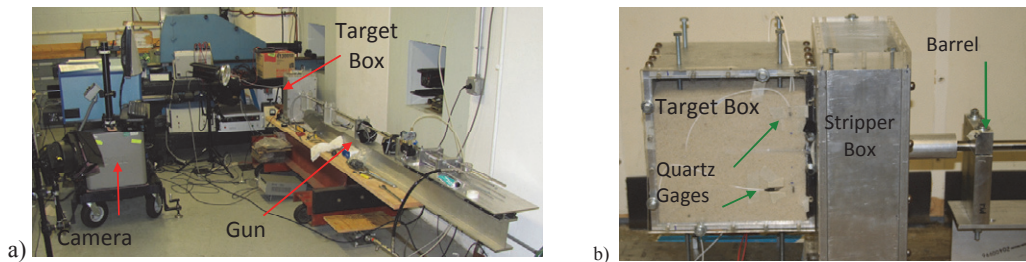 Target
Box
Camera
Gun
a)
Barrel
Target Box
Stripper
Box
Quartz
Gages
b)